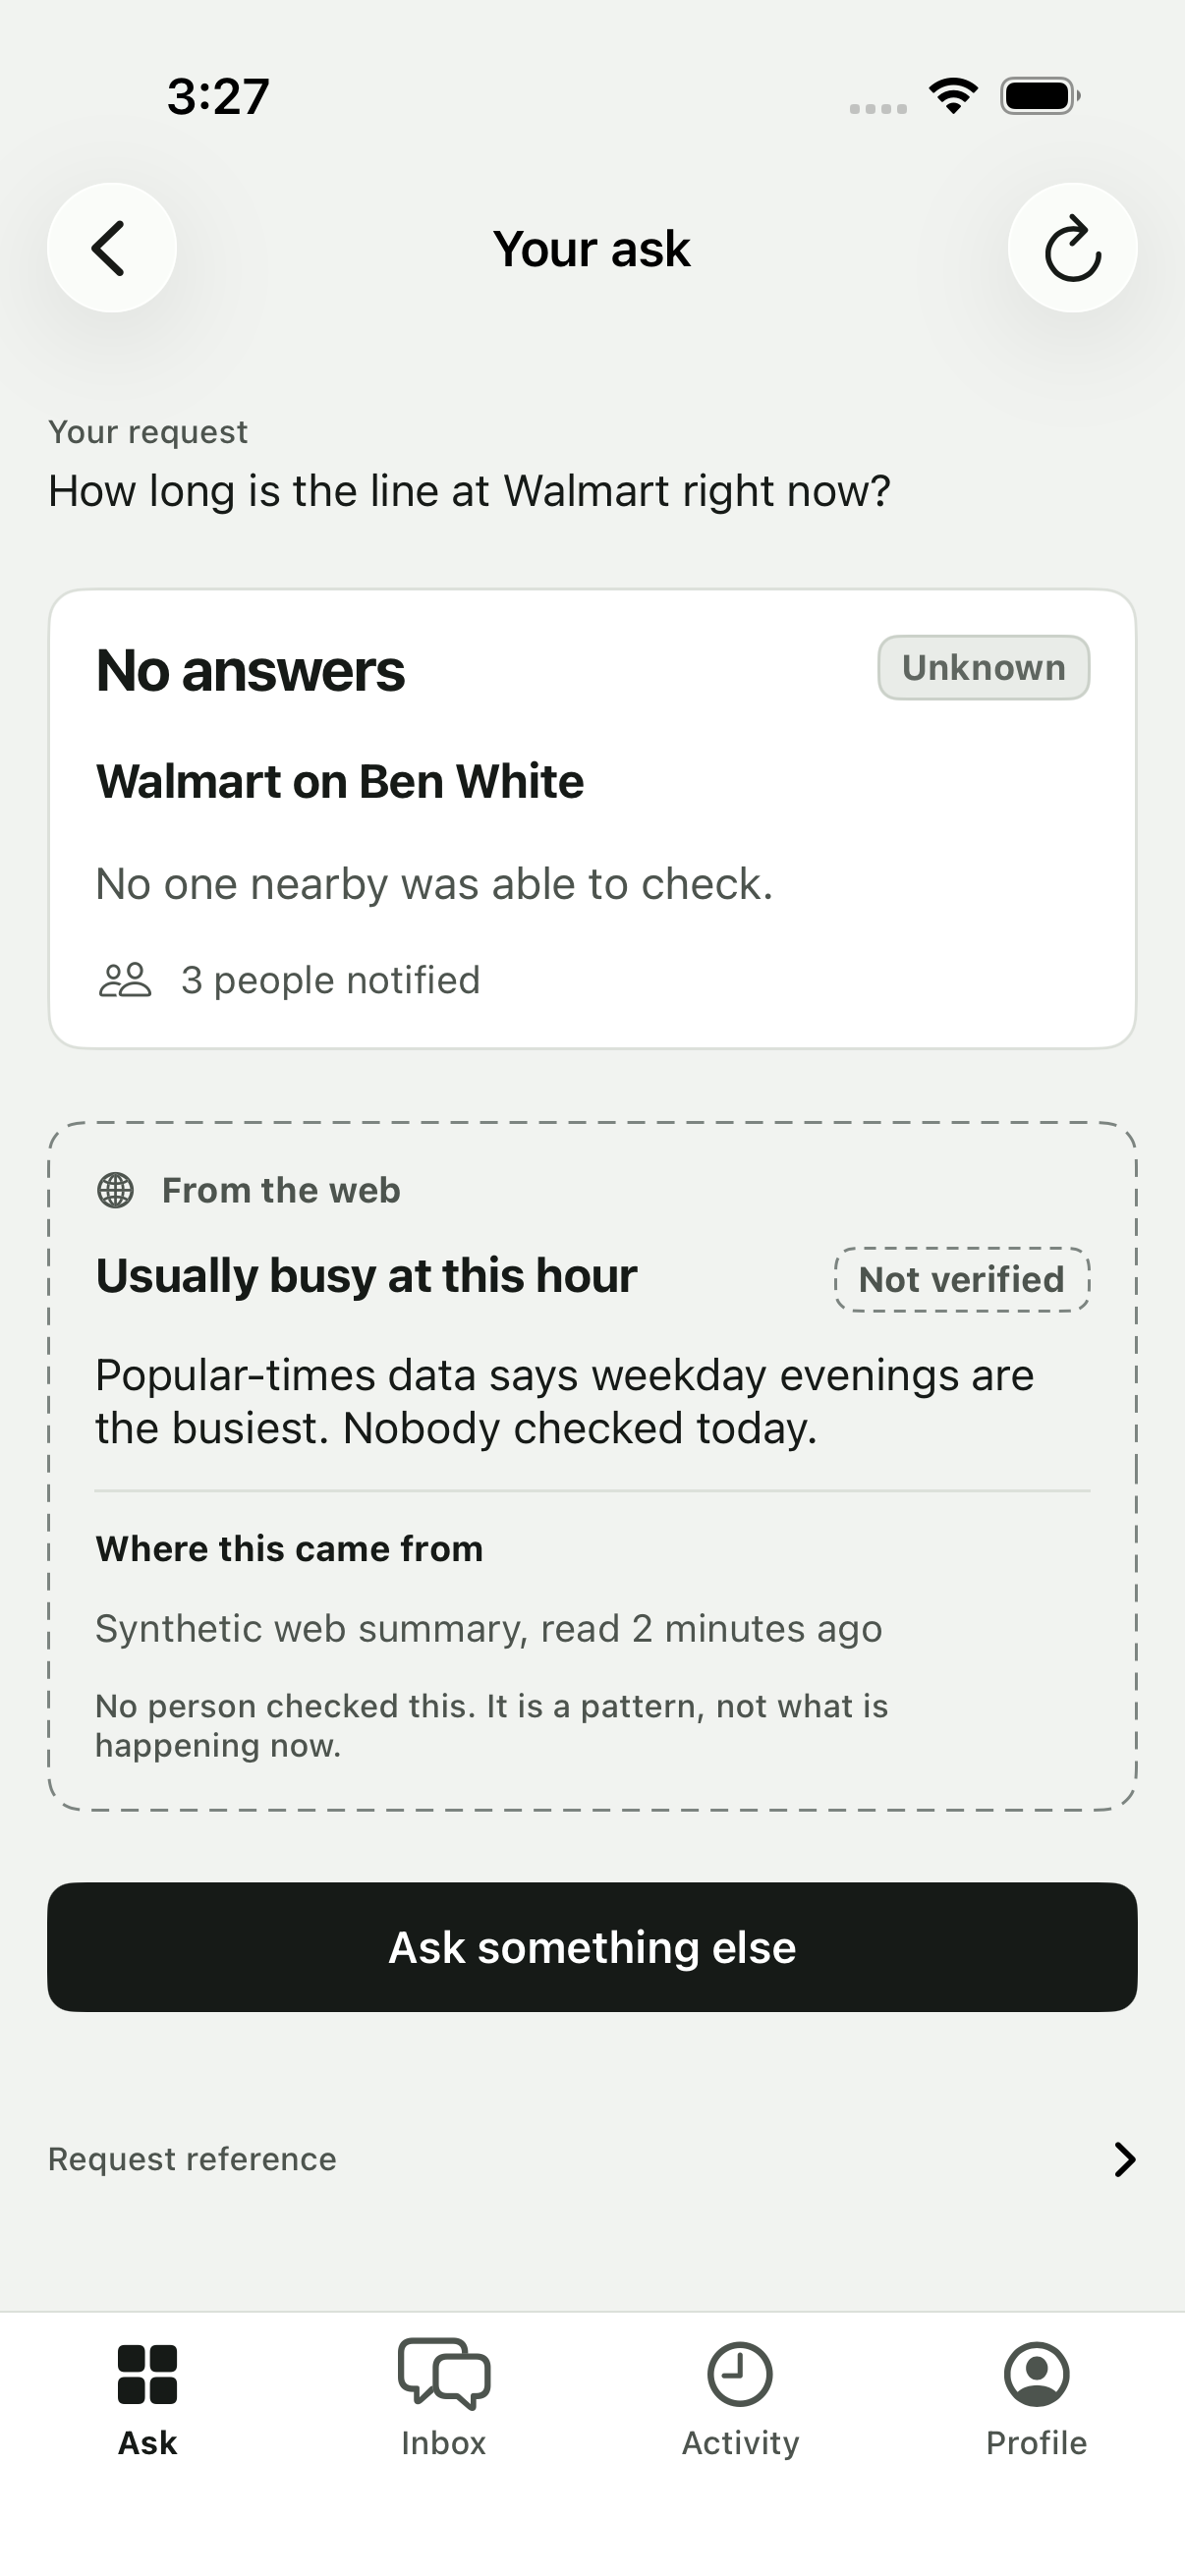 3:27
Your ask
Your request
How long is the line at Walmart right now?
No answers
Unknown
Walmart on Ben White
No one nearby was able to check.
3 people notified
From the web
Usually busy at this hour
Not verified
Popular-times data says weekday evenings are
the busiest. Nobody checked today.
Where this came from
Synthetic web summary, read 2 minutes ago
No person checked this. It is a pattern, not what is
happening now.
Ask something else
Request reference
Ask
Inbox
Activity
Profile